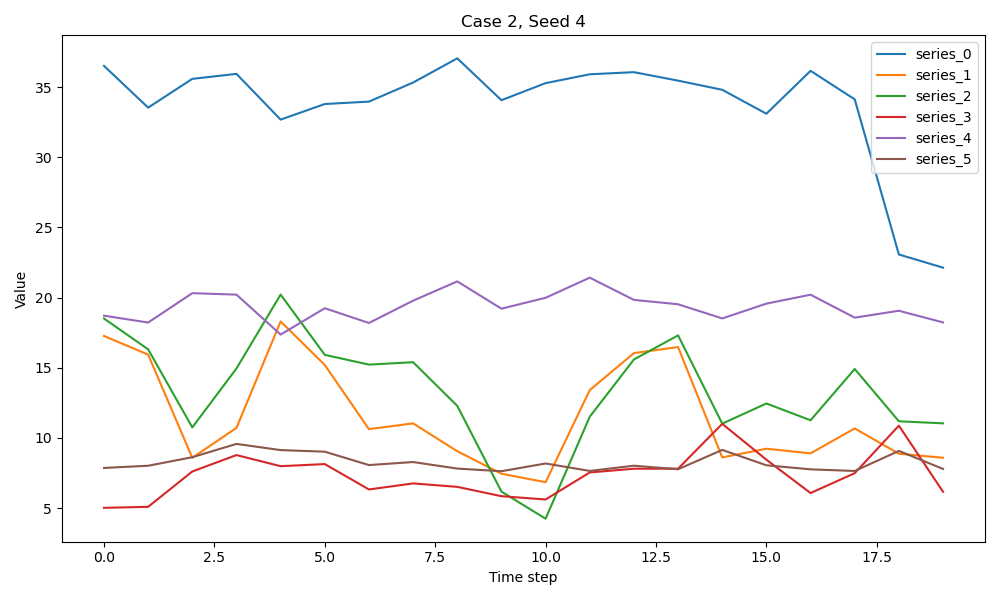 Case 2, Seed 4
series_0
series_1
series_2
series_3
series_4
series_5
Value
35
30
25
20
15
10
5
0.0 2.5 5.0 7.5 10.0 12.5 15.0 17.5
Time step